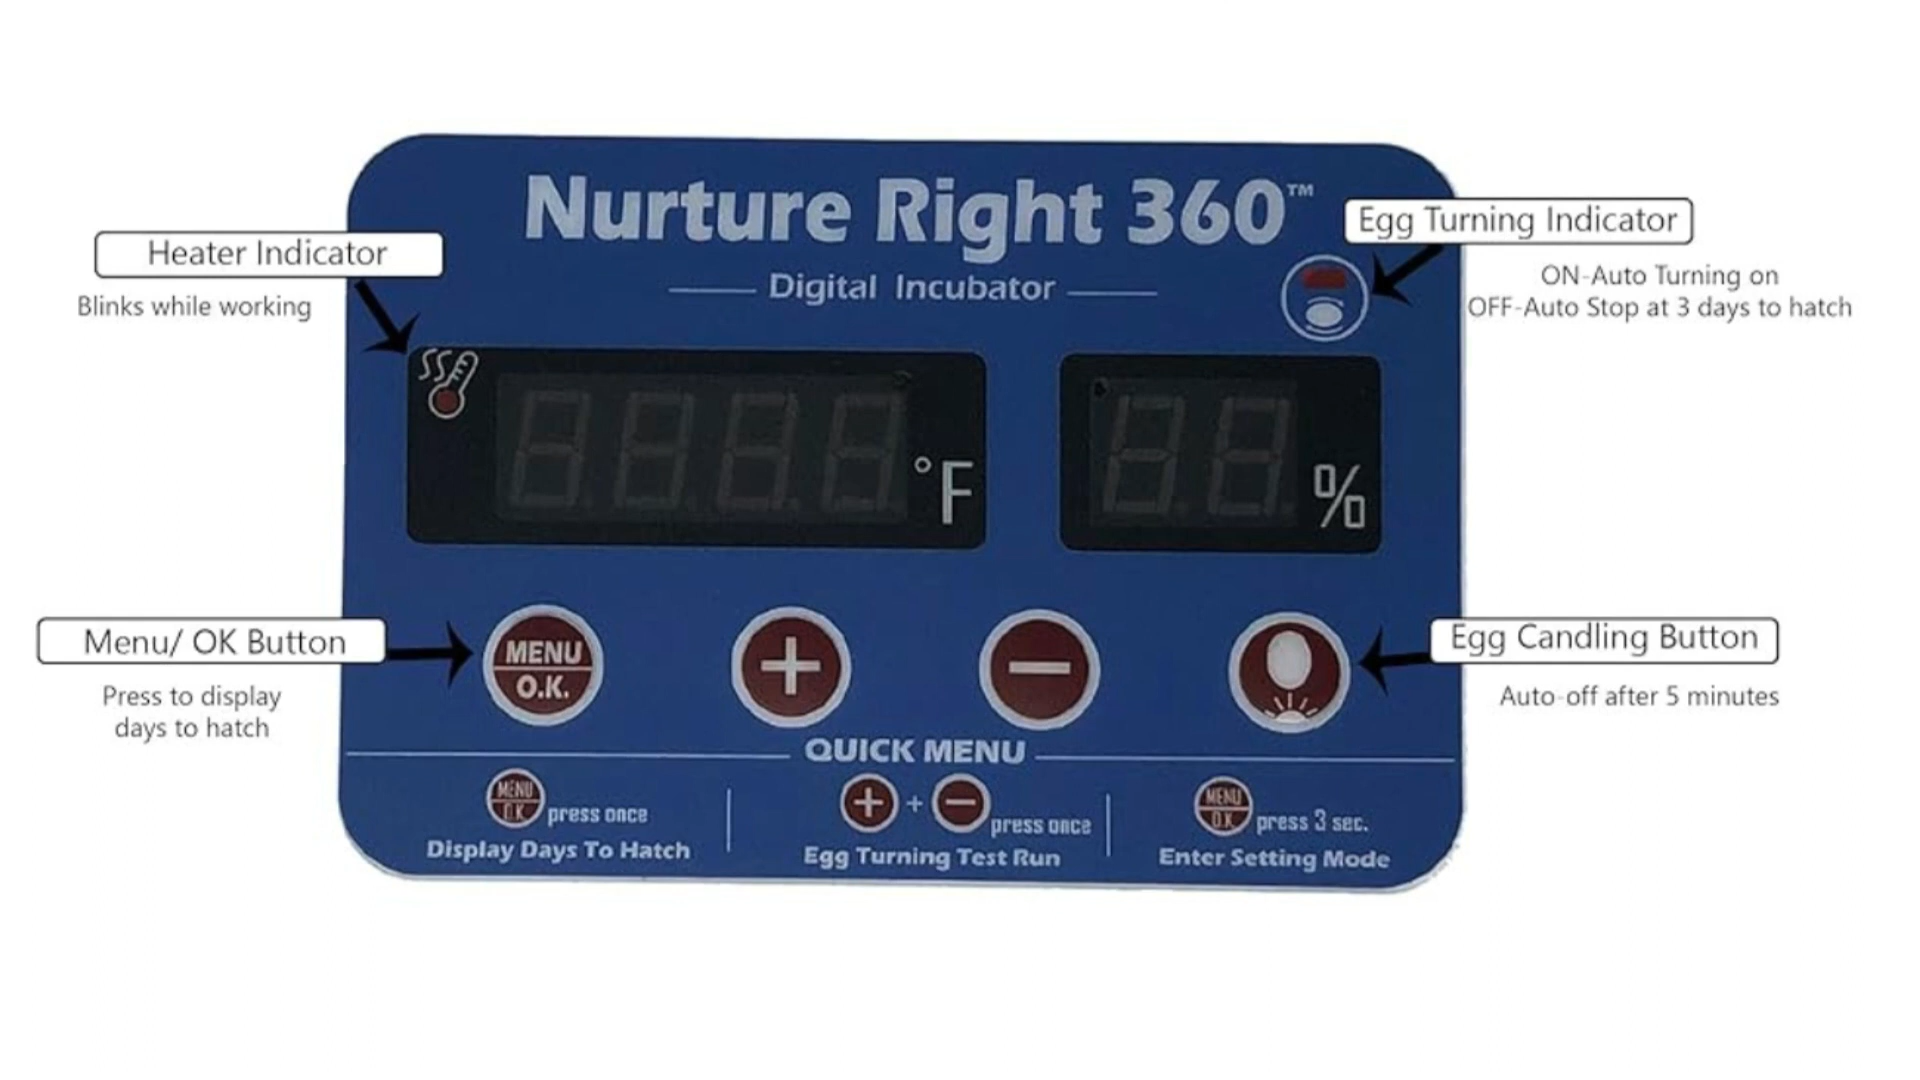 Nurture Right 360™
Digital Incubator
Heater Indicator
Blinks while working
Egg Turning Indicator
ON-Auto Turning on
OFF-Auto Stop at 3 days to hatch
°F
%
Menu/ OK Button
Press to display
days to hatch
MENU
O.K.
+
−
Egg Candling Button
Auto-off after 5 minutes
QUICK MENU
MENU
O.K. press once
Display Days To Hatch
+ + − press once
Egg Turning Test Run
MENU
O.K. press 3 sec.
Enter Setting Mode